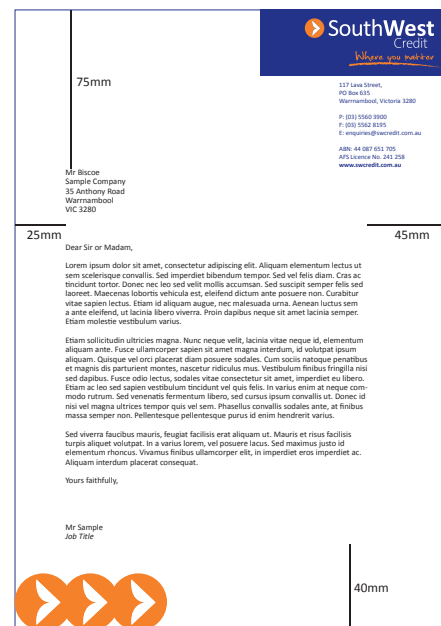 SouthWest
Credit
Where you matter
75mm
117 Lava Street,
PO Box 635
Warrnambool, Victoria 3280
P: (03) 5560 3900
F: (03) 5562 8195
E: enquiries@swcredit.com.au
ABN: 44 087 651 705
AFS Licence No. 241 258
www.swcredit.com.au
Mr Biscoe
Sample Company
35 Anthony Road
Warrnambool
VIC 3280
25mm
45mm
Dear Sir or Madam,
Lorem ipsum dolor sit amet, consectetur adipiscing elit. Aliquam elementum lectus ut
sem scelerisque convallis. Sed imperdiet bibendum tempor. Sed vel felis diam. Cras ac
tincidunt tortor. Donec nec leo sed velit mollis accumsan. Sed suscipit semper felis sed
laoreet. Maecenas lobortis vehicula est, eleifend dictum ante posuere non. Curabitur
vitae sapien lectus. Etiam id aliquam augue, nec malesuada urna. Aenean luctus sem
a ante eleifend, ut lacinia libero viverra. Proin dapibus neque sit amet lacinia semper.
Etiam molestie vestibulum varius.
Etiam sollicitudin ultricies magna. Nunc neque velit, lacinia vitae neque id, elementum
aliquam ante. Fusce ullamcorper sapien sit amet magna interdum, id volutpat ipsum
aliquam. Quisque vel orci placerat diam posuere sodales. Cum sociis natoque penatibus
et magnis dis parturient montes, nascetur ridiculus mus. Vestibulum finibus fringilla nisi
sed dapibus. Fusce odio lectus, sodales vitae consectetur sit amet, imperdiet eu libero.
Etiam ac leo sed sapien vestibulum tincidunt vel quis felis. In varius enim at neque com-
modo rutrum. Sed venenatis fermentum libero, sed cursus ipsum convallis ut. Donec id
nisi vel magna ultrices tempor quis vel sem. Phasellus convallis sodales ante, at finibus
massa semper non. Pellentesque pellentesque purus id enim hendrerit varius.
Sed viverra faucibus mauris, feugiat facilisis erat aliquam ut. Mauris et risus facilisis
turpis aliquet volutpat. In a varius lorem, vel posuere lacus. Sed maximus justo id
elementum rhoncus. Vivamus finibus ullamcorper elit, in imperdiet eros imperdiet ac.
Aliquam interdum placerat consequat.
Yours faithfully,
Mr Sample
Job Title
40mm